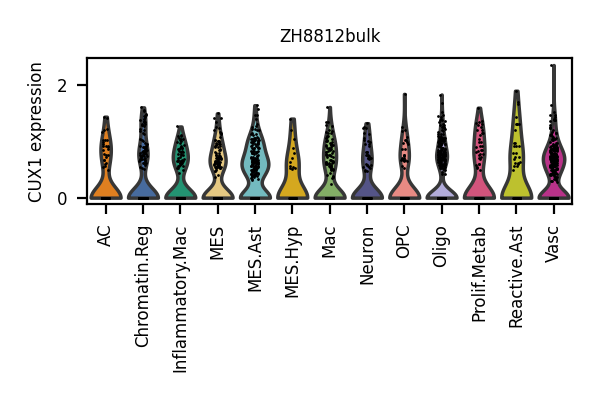 ZH8812bulk
CUX1 expression
2
0
AC
Chromatin.Reg
Inflammatory.Mac
MES
MES.Ast
MES.Hyp
Mac
Neuron
OPC
Oligo
Prolif.Metab
Reactive.Ast
Vasc